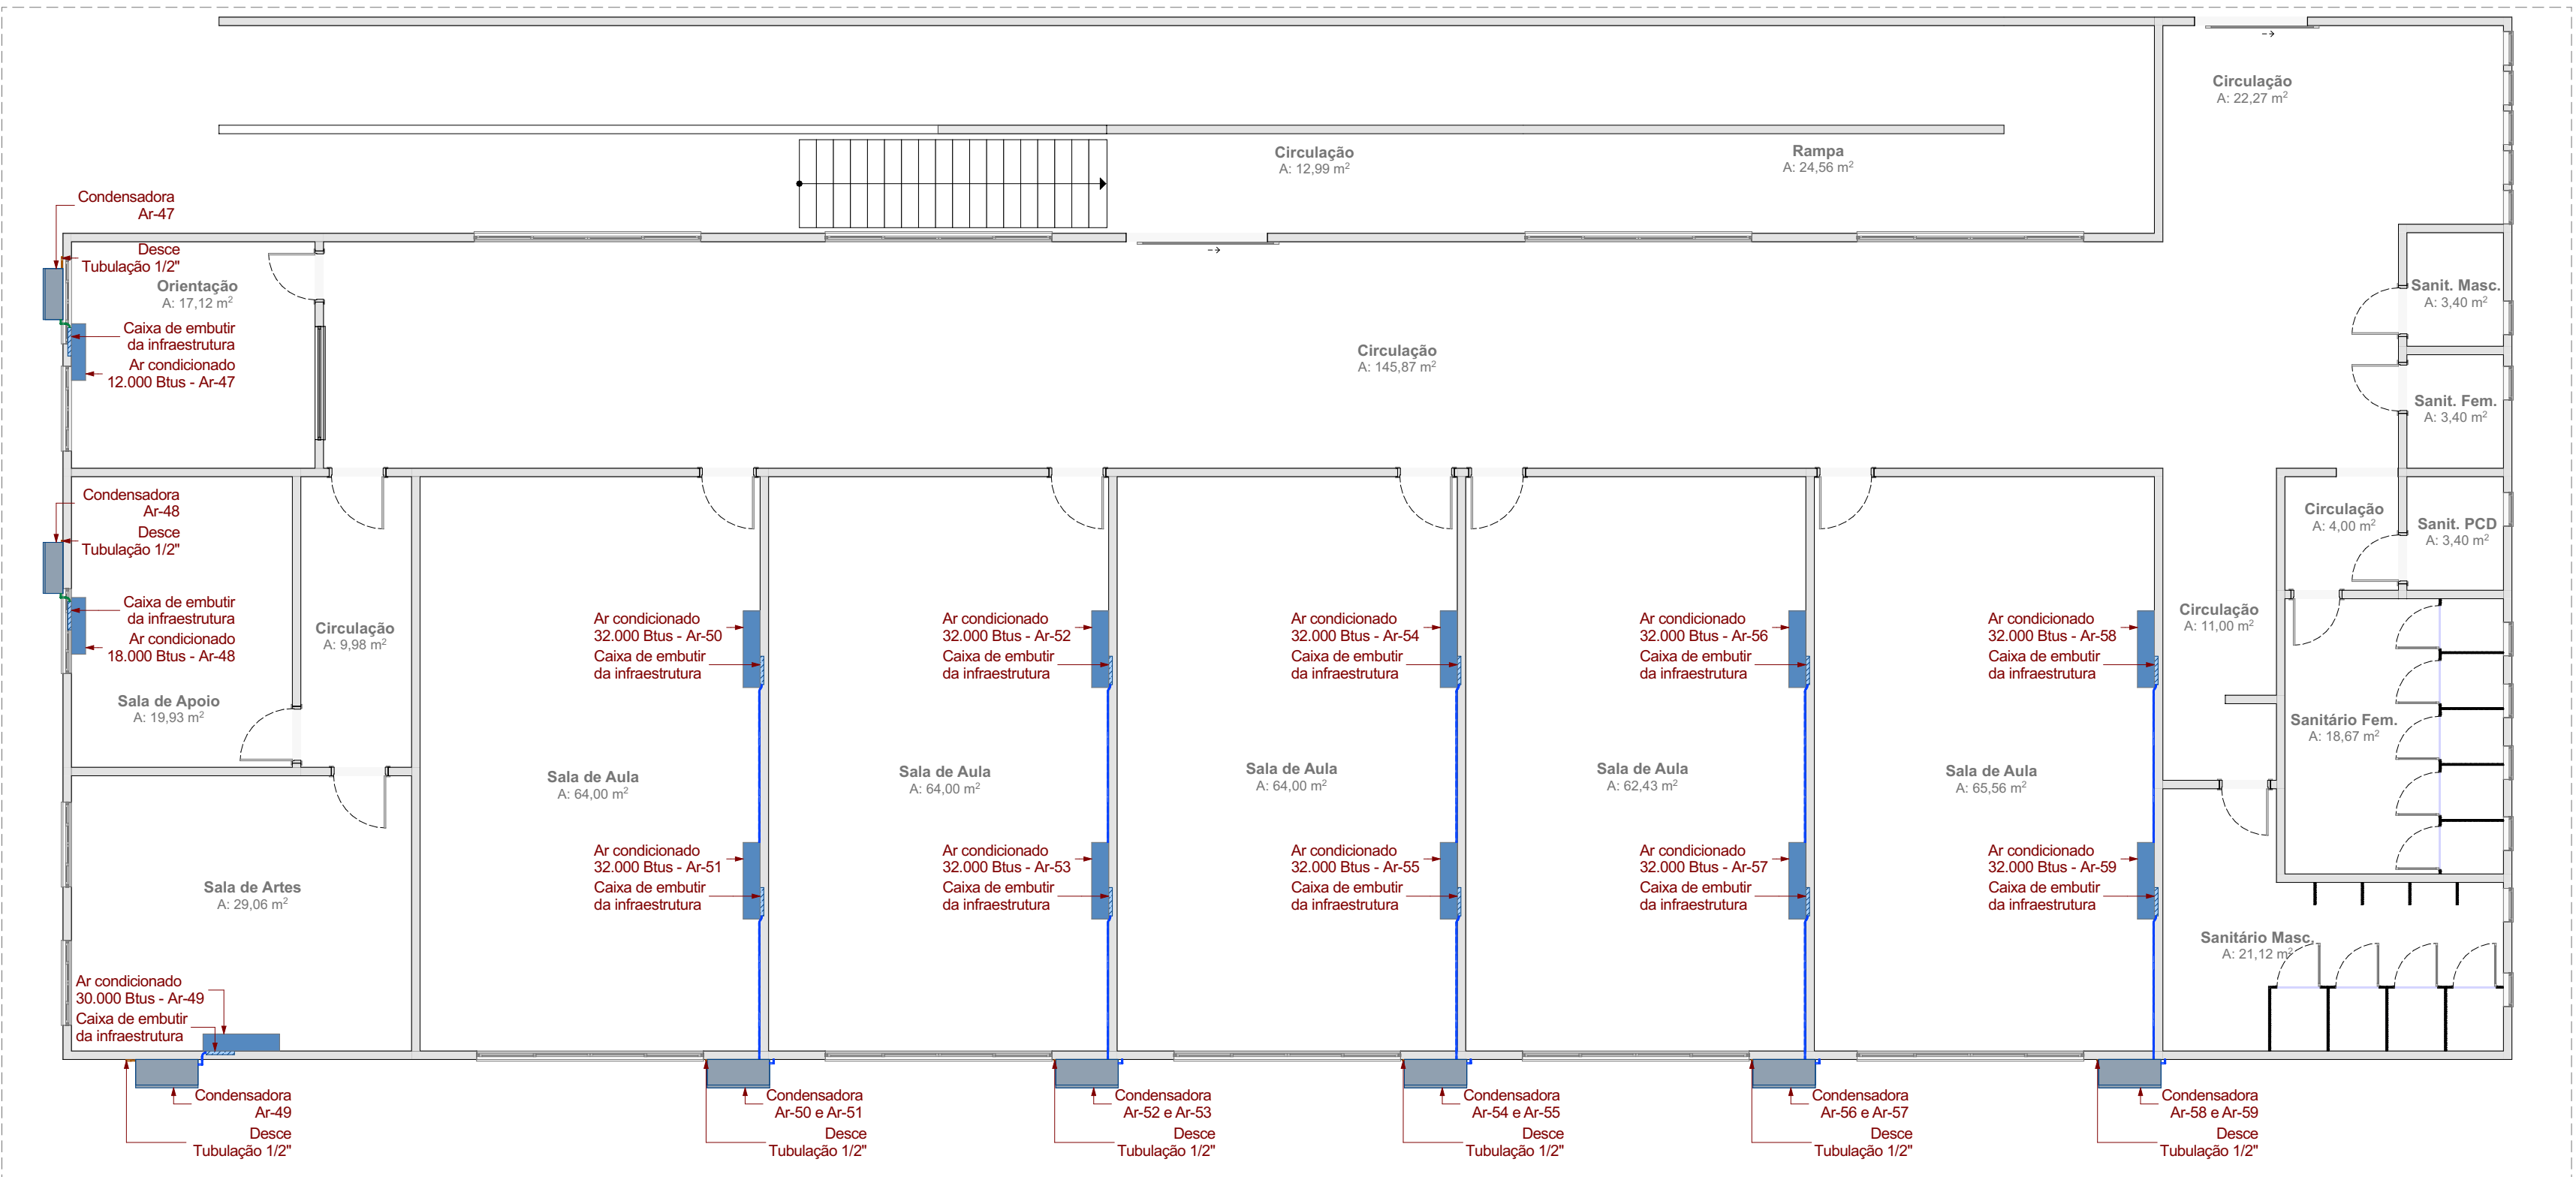 Circulação
A: 22,27 m²
Circulação
A: 12,99 m²
Rampa
A: 24,56 m²
Condensadora
Ar-47
Desce
Tubulação 1/2"
Orientação
A: 17,12 m²
Caixa de embutir
da infraestrutura
Ar condicionado
12.000 Btus - Ar-47
Circulação
A: 145,87 m²
Sanit. Masc.
A: 3,40 m²
Sanit. Fem.
A: 3,40 m²
Condensadora
Ar-48
Desce
Tubulação 1/2"
Caixa de embutir
da infraestrutura
Ar condicionado
18.000 Btus - Ar-48
Sala de Apoio
A: 19,93 m²
Circulação
A: 9,98 m²
Circulação
A: 4,00 m²
Sanit. PCD
A: 3,40 m²
Circulação
A: 11,00 m²
Sanitário Fem.
A: 18,67 m²
Ar condicionado
32.000 Btus - Ar-50
Caixa de embutir
da infraestrutura
Ar condicionado
32.000 Btus - Ar-52
Caixa de embutir
da infraestrutura
Ar condicionado
32.000 Btus - Ar-54
Caixa de embutir
da infraestrutura
Ar condicionado
32.000 Btus - Ar-56
Caixa de embutir
da infraestrutura
Ar condicionado
32.000 Btus - Ar-58
Caixa de embutir
da infraestrutura
Sala de Aula
A: 64,00 m²
Sala de Aula
A: 64,00 m²
Sala de Aula
A: 64,00 m²
Sala de Aula
A: 62,43 m²
Sala de Aula
A: 65,56 m²
Ar condicionado
32.000 Btus - Ar-51
Caixa de embutir
da infraestrutura
Ar condicionado
32.000 Btus - Ar-53
Caixa de embutir
da infraestrutura
Ar condicionado
32.000 Btus - Ar-55
Caixa de embutir
da infraestrutura
Ar condicionado
32.000 Btus - Ar-57
Caixa de embutir
da infraestrutura
Ar condicionado
32.000 Btus - Ar-59
Caixa de embutir
da infraestrutura
Sala de Artes
A: 29,06 m²
Sanitário Masc.
A: 21,12 m²
Ar condicionado
30.000 Btus - Ar-49
Caixa de embutir
da infraestrutura
Condensadora
Ar-49
Desce
Tubulação 1/2"
Condensadora
Ar-50 e Ar-51
Desce
Tubulação 1/2"
Condensadora
Ar-52 e Ar-53
Desce
Tubulação 1/2"
Condensadora
Ar-54 e Ar-55
Desce
Tubulação 1/2"
Condensadora
Ar-56 e Ar-57
Desce
Tubulação 1/2"
Condensadora
Ar-58 e Ar-59
Desce
Tubulação 1/2"